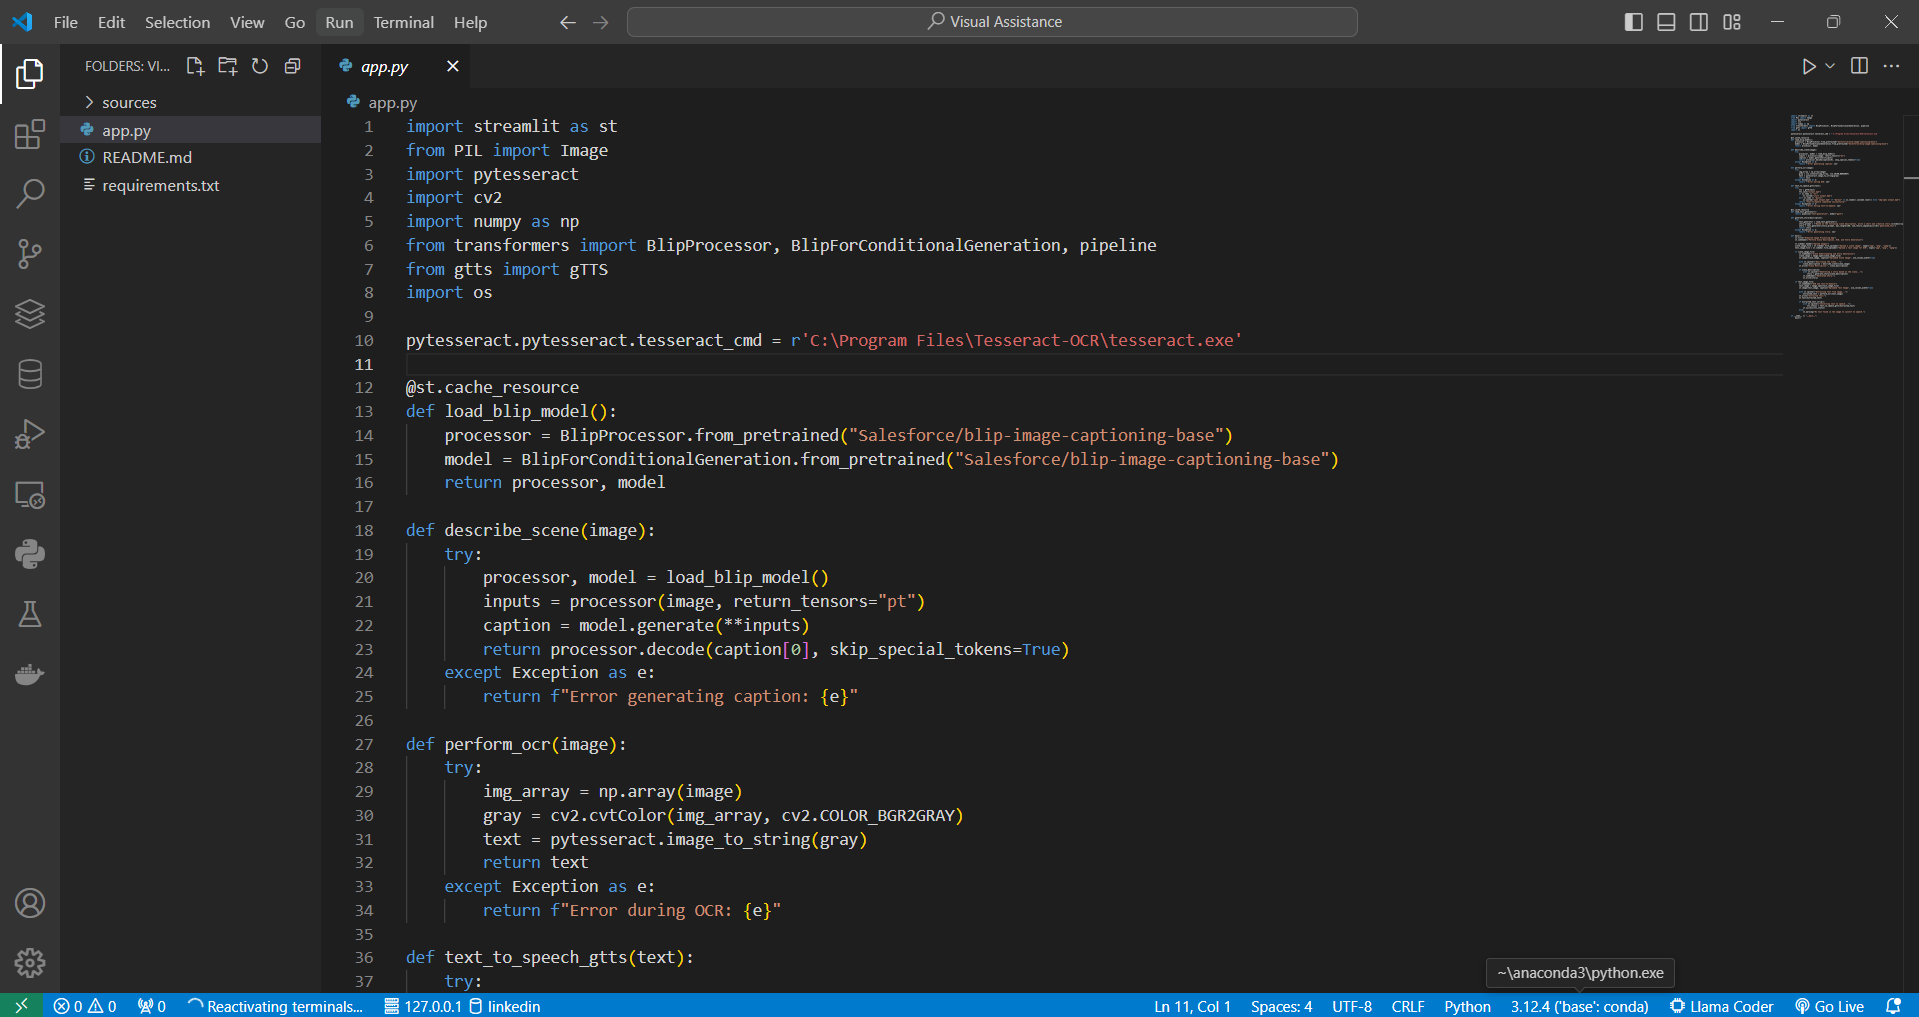 File Edit Selection View Go Run Terminal Help
Visual Assistance
FOLDERS: VI...
sources
app.py
README.md
requirements.txt
app.py
app.py
1 import streamlit as st
2 from PIL import Image
3 import pytesseract
4 import cv2
5 import numpy as np
6 from transformers import BlipProcessor, BlipForConditionalGeneration, pipeline
7 from gtts import gTTS
8 import os
9
10 pytesseract.pytesseract.tesseract_cmd = r'C:\Program Files\Tesseract-OCR\tesseract.exe'
11
12 @st.cache_resource
13 def load_blip_model():
14     processor = BlipProcessor.from_pretrained("Salesforce/blip-image-captioning-base")
15     model = BlipForConditionalGeneration.from_pretrained("Salesforce/blip-image-captioning-base")
16     return processor, model
17
18 def describe_scene(image):
19     try:
20         processor, model = load_blip_model()
21         inputs = processor(image, return_tensors="pt")
22         caption = model.generate(**inputs)
23         return processor.decode(caption[0], skip_special_tokens=True)
24     except Exception as e:
25         return f"Error generating caption: {e}"
26
27 def perform_ocr(image):
28     try:
29         img_array = np.array(image)
30         gray = cv2.cvtColor(img_array, cv2.COLOR_BGR2GRAY)
31         text = pytesseract.image_to_string(gray)
32         return text
33     except Exception as e:
34         return f"Error during OCR: {e}"
35
36 def text_to_speech_gtts(text):
37     try:
~\anaconda3\python.exe
0 0 0 Reactivating terminals... 127.0.0.1 linkedin Ln 11, Col 1 Spaces: 4 UTF-8 CRLF Python 3.12.4 ('base': conda) Llama Coder Go Live